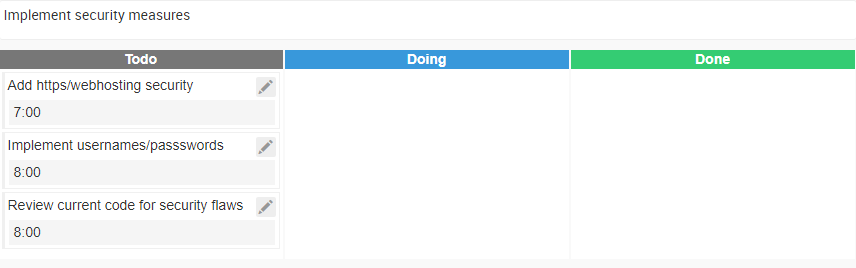 Implement security measures
Todo
Doing
Done
Add https/webhosting security
7:00
Implement usernames/passswords
8:00
Review current code for security flaws
8:00